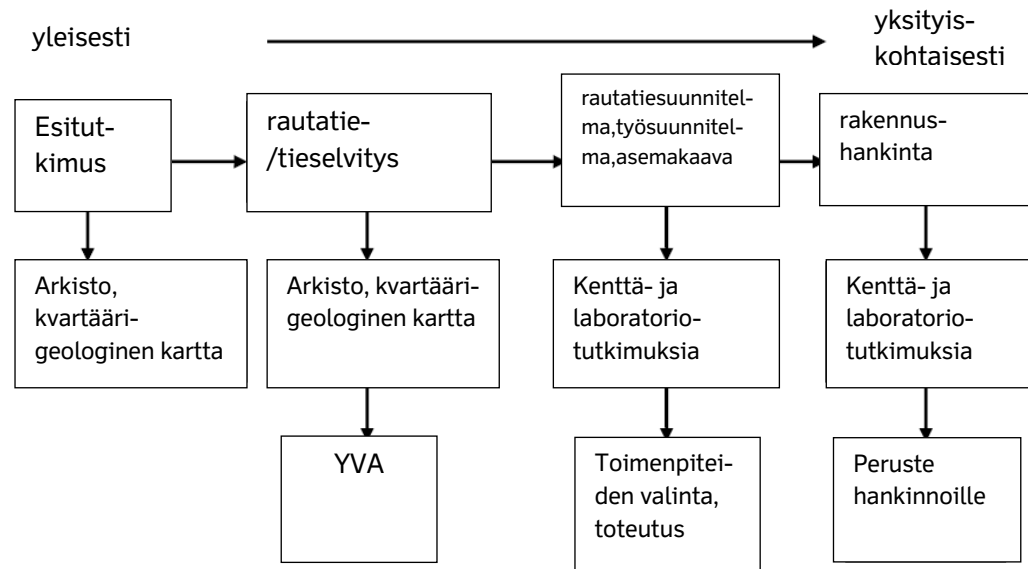 yleisesti
yksityis-
kohtaisesti
Esitut-
kimus
rautatie-
/tieselvitys
rautatiesuunnitel-
ma,työsuunnitel-
ma,asemakaava
rakennus-
hankinta
Arkisto,
kvartääri-
geologinen kartta
Arkisto, kvartääri-
geologinen kartta
Kenttä- ja
laboratorio-
tutkimuksia
Kenttä- ja
laboratorio-
tutkimuksia
YVA
Toimenpitei-
den valinta,
toteutus
Peruste
hankinnoille